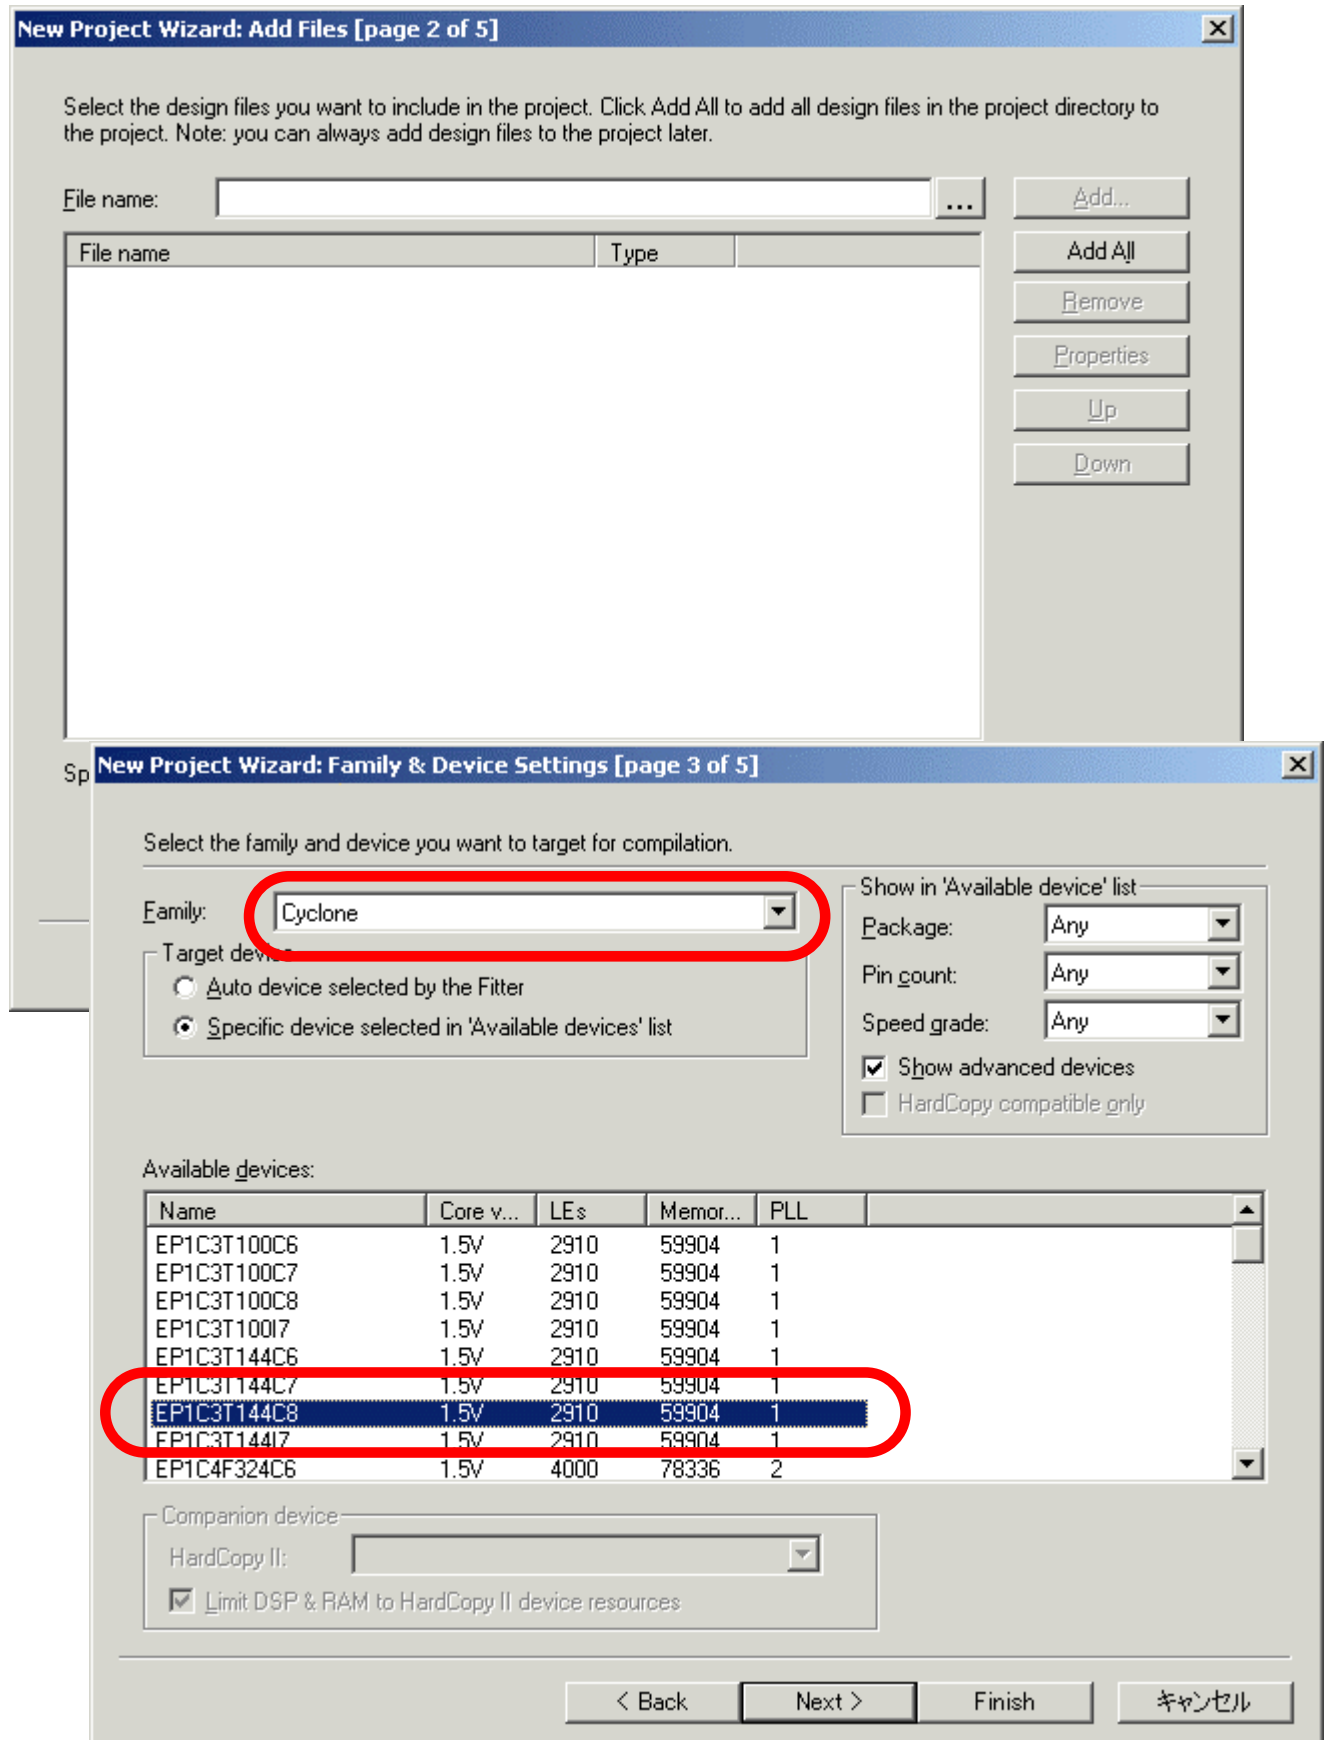 New Project Wizard: Add Files [page 2 of 5]
Select the design files you want to include in the project. Click Add All to add all design files in the project directory to
the project. Note: you can always add design files to the project later.
File name:
...
Add...
File name Type
Add All
Remove
Properties
Up
Down
Sp
New Project Wizard: Family & Device Settings [page 3 of 5]
Select the family and device you want to target for compilation.
Family: Cyclone
Target device
Auto device selected by the Fitter
Specific device selected in 'Available devices' list
Show in 'Available device' list
Package: Any
Pin count: Any
Speed grade: Any
Show advanced devices
HardCopy compatible only
Available devices:
Name Core v... LEs Memor... PLL
EP1C3T100C6 1.5V 2910 59904 1
EP1C3T100C7 1.5V 2910 59904 1
EP1C3T100C8 1.5V 2910 59904 1
EP1C3T100I7 1.5V 2910 59904 1
EP1C3T144C6 1.5V 2910 59904 1
EP1C3T144C7 1.5V 2910 59904 1
EP1C3T144C8 1.5V 2910 59904 1
EP1C3T144I7 1.5V 2910 59904 1
EP1C4F324C6 1.5V 4000 78336 2
Companion device
HardCopy II:
Limit DSP & RAM to HardCopy II device resources
< Back Next > Finish キャンセル